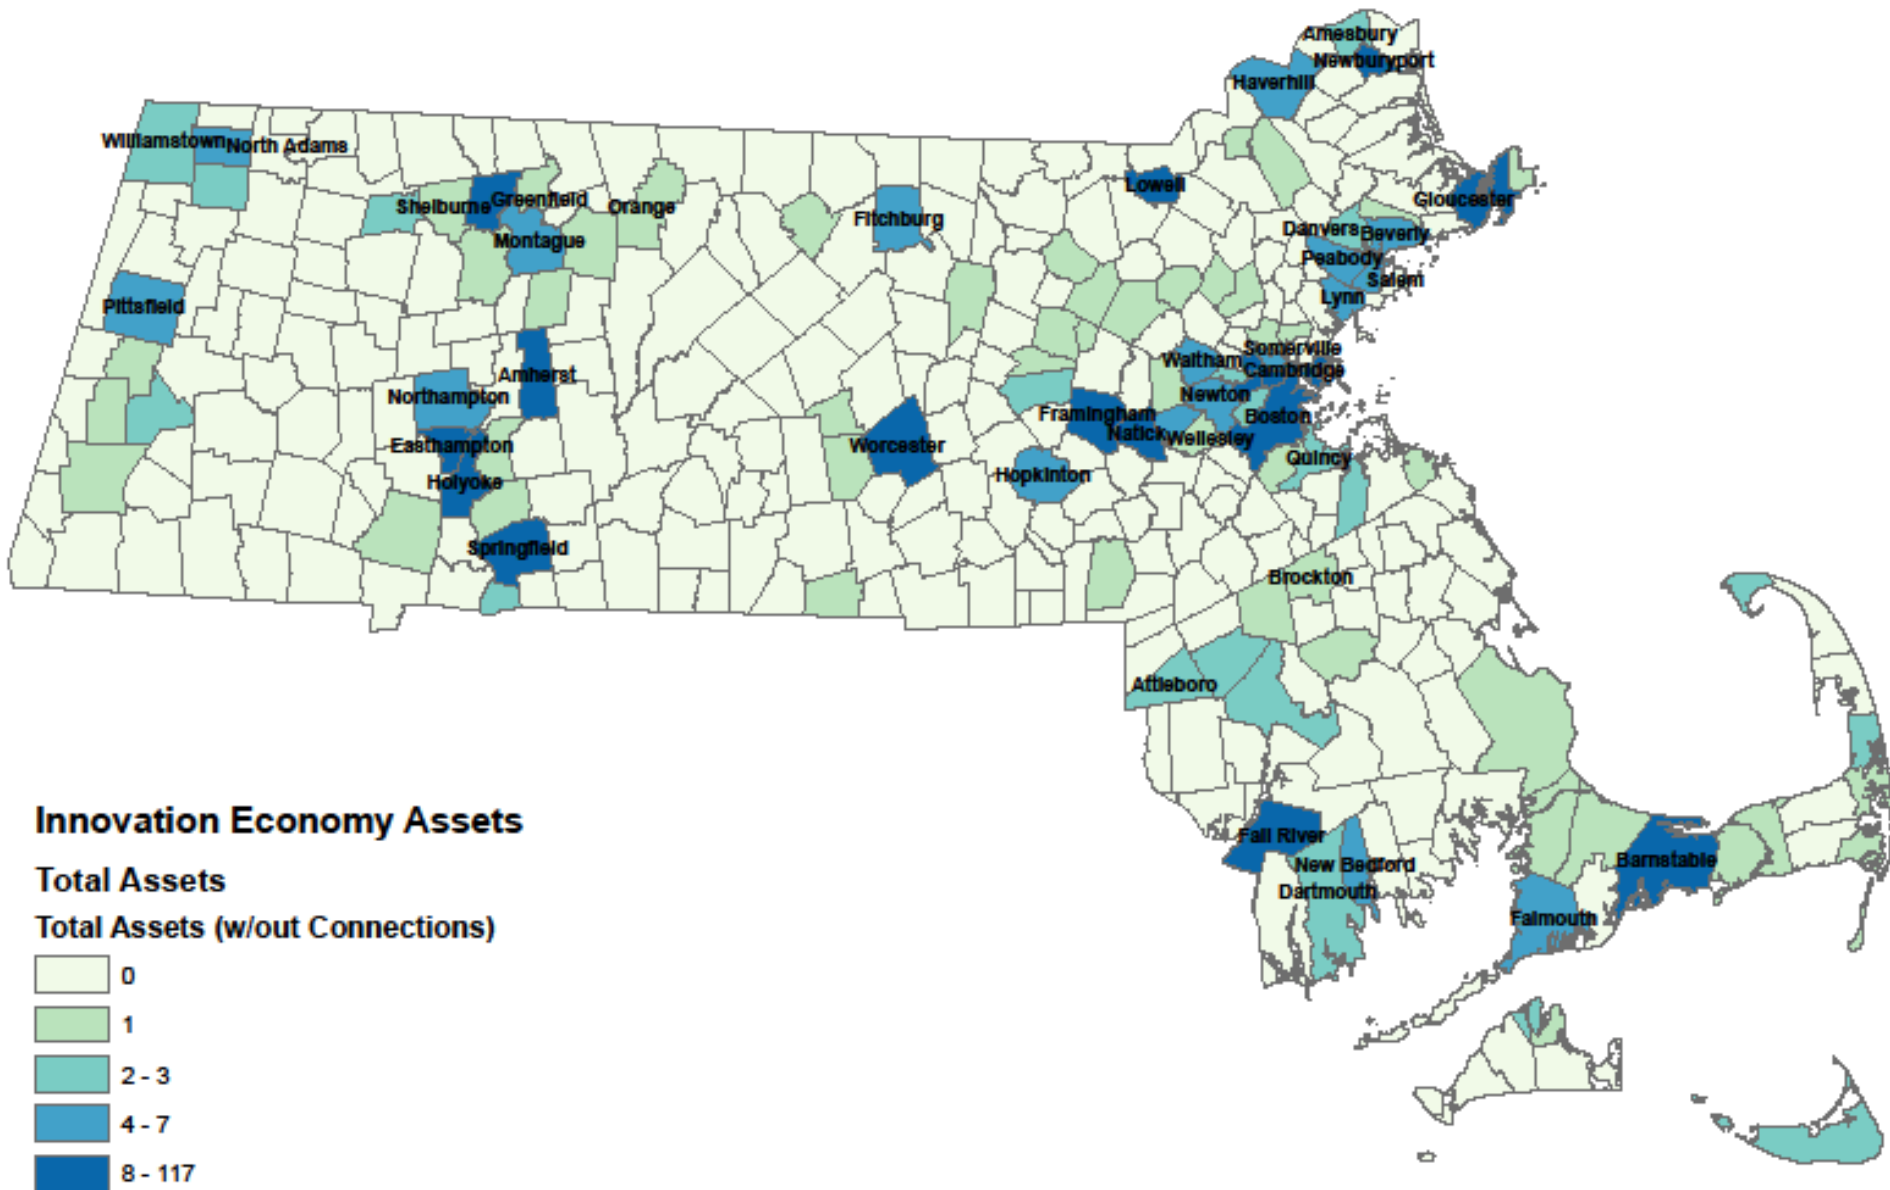 Amesbury
Newburyport
Haverhill
Williamstown
North Adams
Lowell
Shelburne
Greenfield
Orange
Gloucester
Fitchburg
Danvers
Beverly
Montague
Peabody
Salem
Pittsfield
Lynn
Somerville
Waltham
Cambridge
Amherst
Northampton
Newton
Framingham
Boston
Natick
Wellesley
Easthampton
Worcester
Quincy
Hopkinton
Holyoke
Springfield
Brockton
Attleboro
Innovation Economy Assets
Fall River
Barnstable
New Bedford
Total Assets
Dartmouth
Falmouth
Total Assets (w/out Connections)
0
1
2 - 3
4 - 7
8 - 117